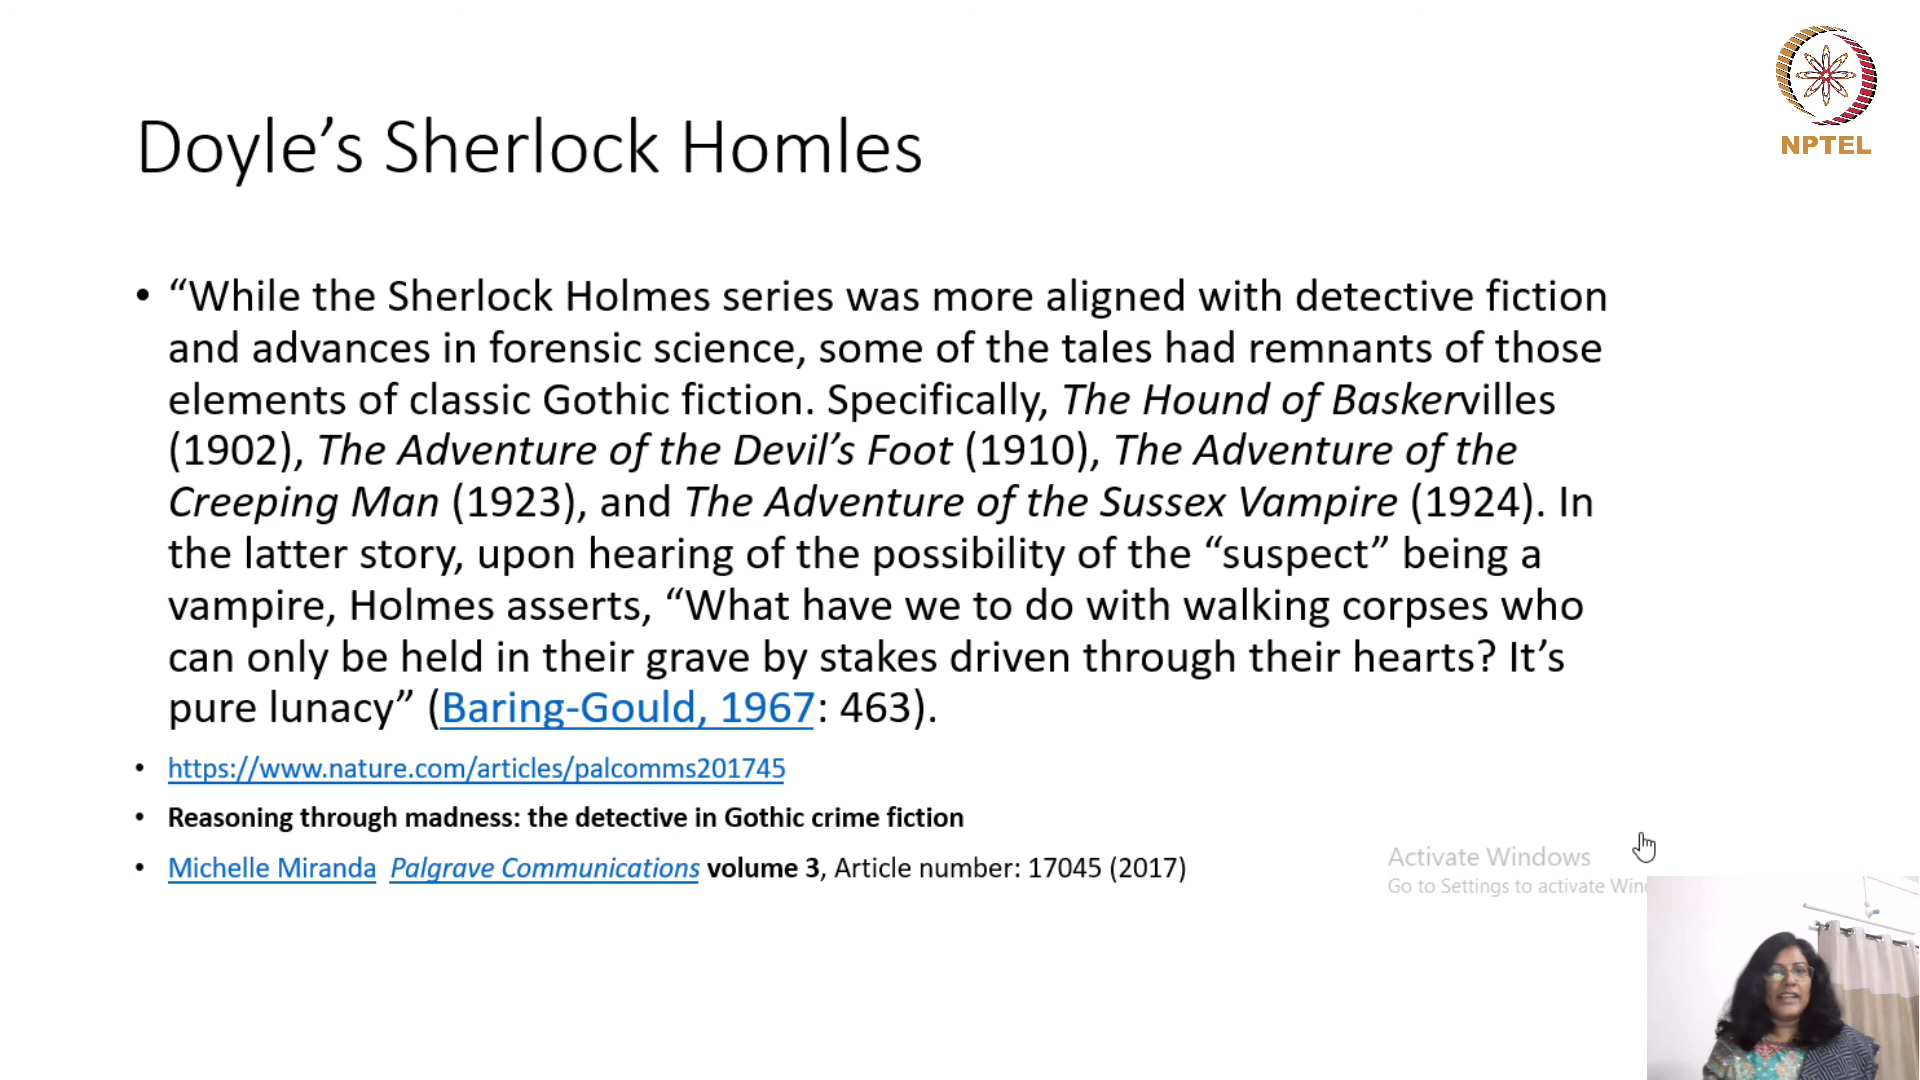 NPTEL
Doyle’s Sherlock Homles
• “While the Sherlock Holmes series was more aligned with detective fiction
and advances in forensic science, some of the tales had remnants of those
elements of classic Gothic fiction. Specifically, The Hound of Baskervilles
(1902), The Adventure of the Devil’s Foot (1910), The Adventure of the
Creeping Man (1923), and The Adventure of the Sussex Vampire (1924). In
the latter story, upon hearing of the possibility of the “suspect” being a
vampire, Holmes asserts, “What have we to do with walking corpses who
can only be held in their grave by stakes driven through their hearts? It’s
pure lunacy” (Baring-Gould, 1967: 463).
• https://www.nature.com/articles/palcomms201745
• Reasoning through madness: the detective in Gothic crime fiction
• Michelle Miranda Palgrave Communications volume 3, Article number: 17045 (2017)
Activate Windows
Go to Settings to activate Win